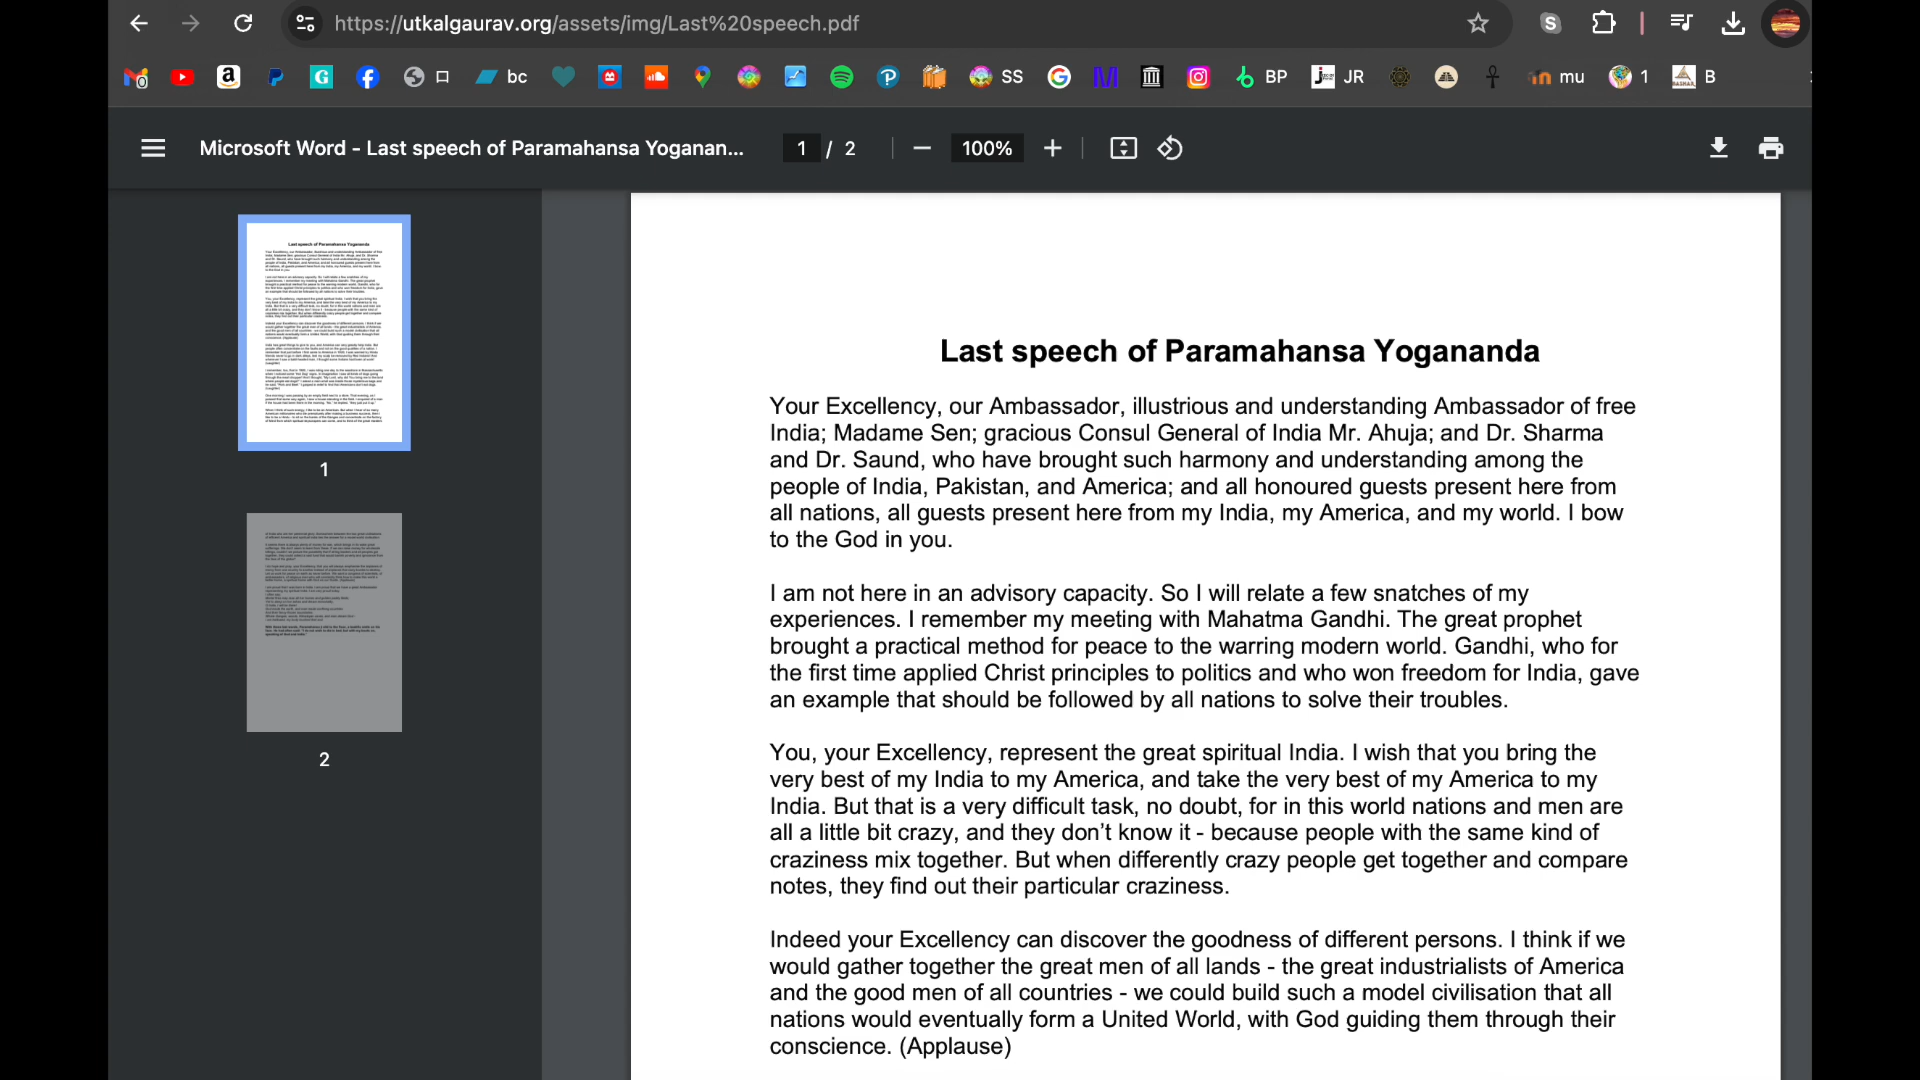 https://utkalgaurav.org/assets/img/Last%20speech.pdf
bc
SS
BP
JR
mu
1
B
Microsoft Word - Last speech of Paramahansa Yoganan...
1 / 2
100%
Last speech of Paramahansa Yogananda
Your Excellency, our Ambassador, illustrious and understanding Ambassador of free
India; Madame Sen; gracious Consul General of India Mr. Ahuja; and Dr. Sharma
and Dr. Saund, who have brought such harmony and understanding among the
people of India, Pakistan, and America; and all honoured guests present here from
all nations, all guests present here from my India, my America, and my world. I bow
to the God in you.
I am not here in an advisory capacity. So I will relate a few snatches of my
experiences. I remember my meeting with Mahatma Gandhi. The great prophet
brought a practical method for peace to the warring modern world. Gandhi, who for
the first time applied Christ principles to politics and who won freedom for India, gave
an example that should be followed by all nations to solve their troubles.
You, your Excellency, represent the great spiritual India. I wish that you bring the
very best of my India to my America, and take the very best of my America to my
India. But that is a very difficult task, no doubt, for in this world nations and men are
all a little bit crazy, and they don’t know it - because people with the same kind of
craziness mix together. But when differently crazy people get together and compare
notes, they find out their particular craziness.
Indeed your Excellency can discover the goodness of different persons. I think if we
would gather together the great men of all lands - the great industrialists of America
and the good men of all countries - we could build such a model civilisation that all
nations would eventually form a United World, with God guiding them through their
conscience. (Applause)
1
2